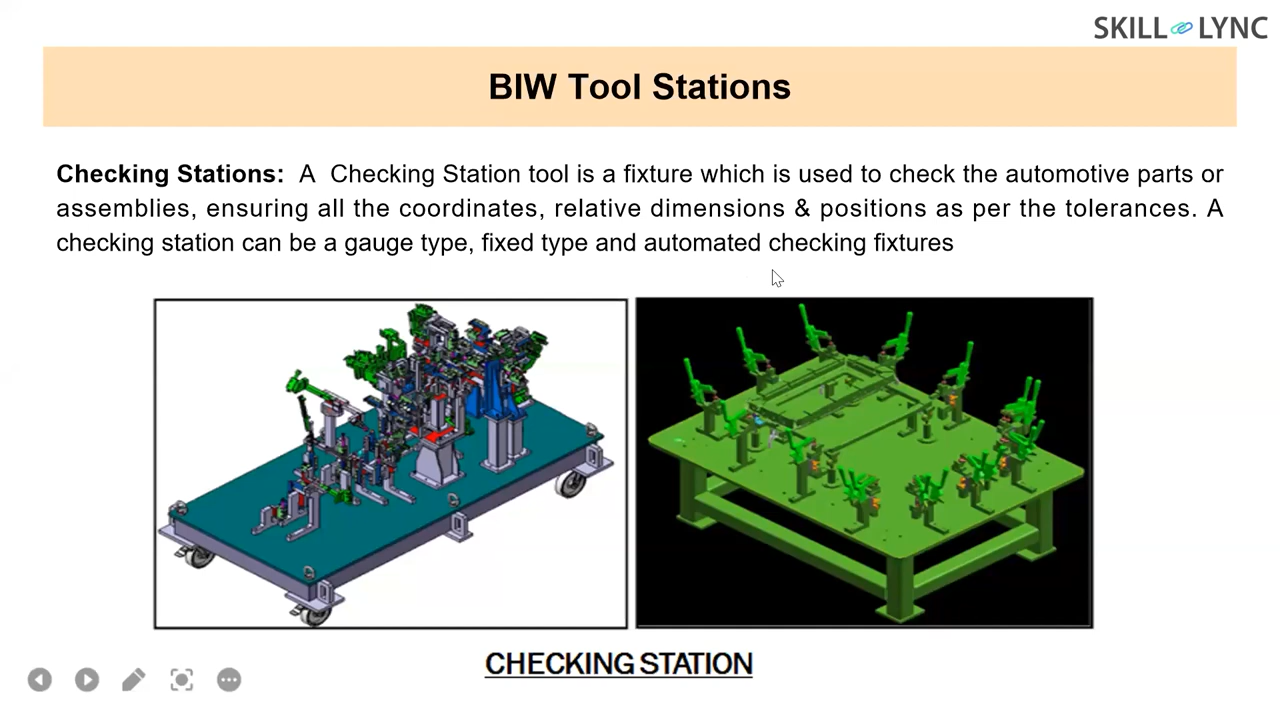 SKILL LYNC
BIW Tool Stations
Checking Stations: A Checking Station tool is a fixture which is used to check the automotive parts or
assemblies, ensuring all the coordinates, relative dimensions & positions as per the tolerances. A
checking station can be a gauge type, fixed type and automated checking fixtures
CHECKING STATION